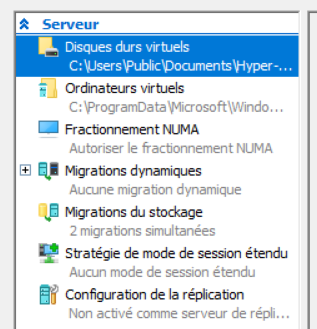 Serveur
Disques durs virtuels
C:\Users\Public\Documents\Hyper-...
Ordinateurs virtuels
C:\ProgramData\Microsoft\Windo...
Fractionnement NUMA
Autoriser le fractionnement NUMA
Migrations dynamiques
Aucune migration dynamique
Migrations du stockage
2 migrations simultanées
Stratégie de mode de session étendu
Aucun mode de session étendu
Configuration de la réplication
Non activé comme serveur de répli...